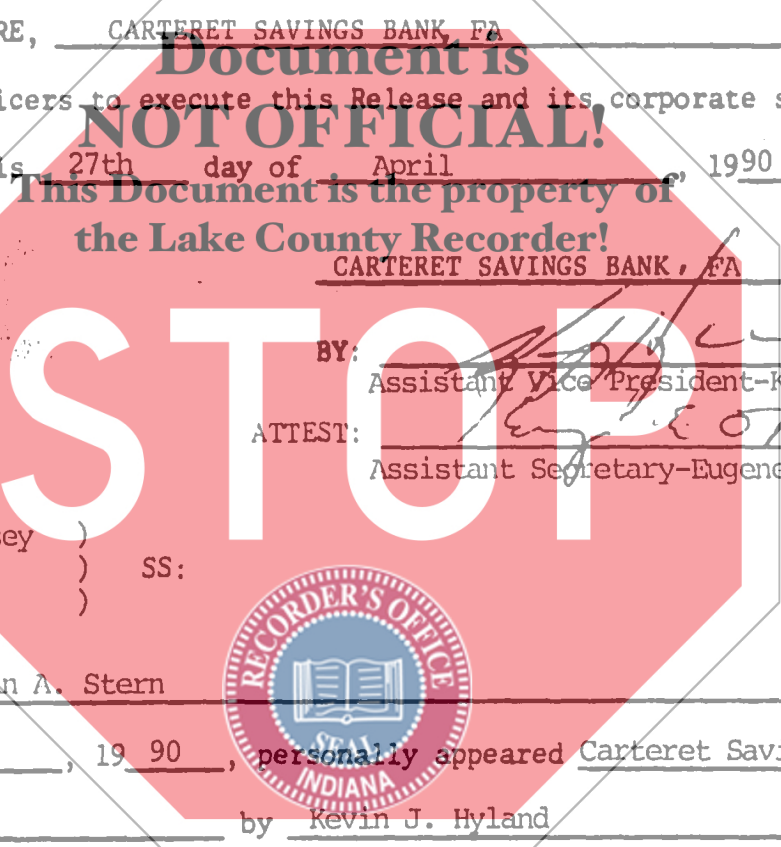 RE, CARTERET SAVINGS BANK, FA
Document is
icers to execute this Release and its corporate s
NOT OFFICIAL!
is 27th day of April, 1990
This Document is the property of
the Lake County Recorder!
CARTERET SAVINGS BANK, FA
STOP
BY:
Assistant Vice President-K
ATTEST:
Assistant Secretary-Eugene
sey )
) SS:
)
RECORDER'S OFFICE
n A. Stern
SEAL
, 19 90, personally appeared Carteret Savi
INDIANA
by Kevin J. Hyland